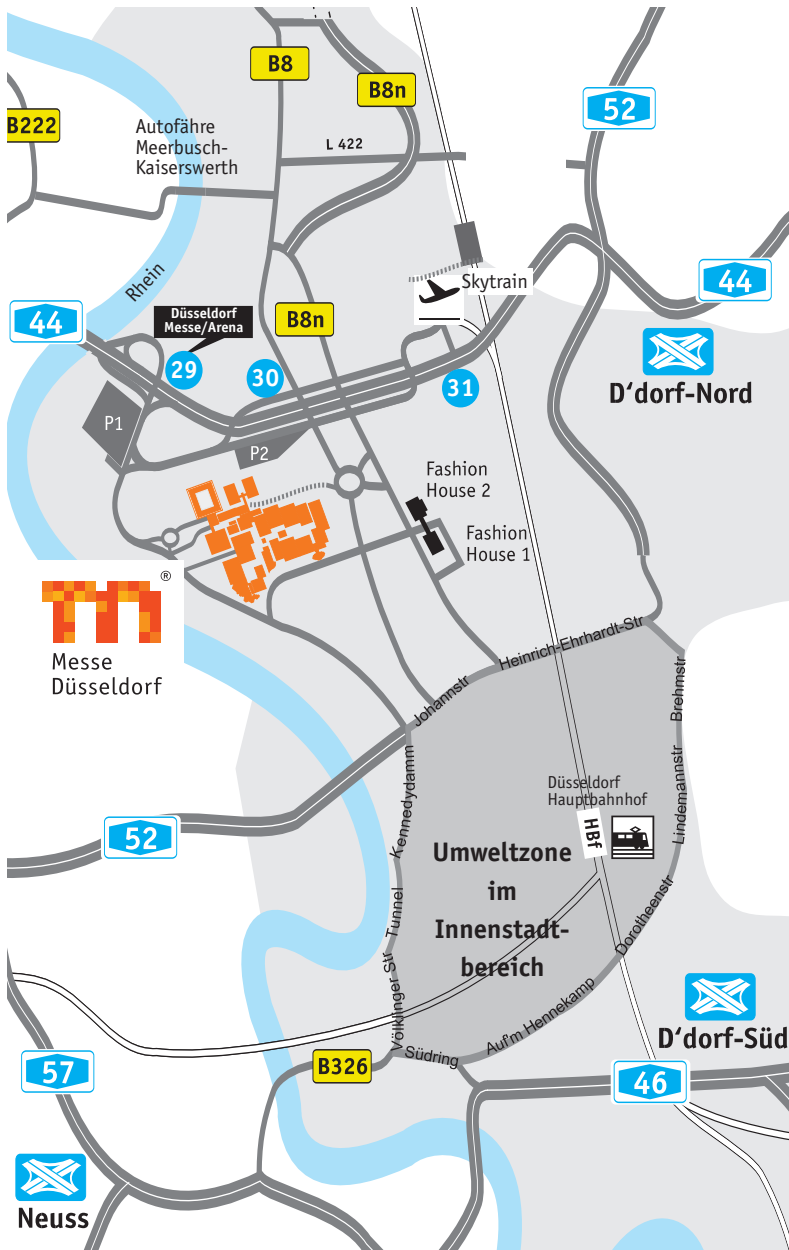 B8
B8n
52
B222
Autofähre
Meerbusch-
Kaiserswerth
L 422
Rhein
Skytrain
44
44
Düsseldorf
Messe/Arena
B8n
29
30
31
D'dorf-Nord
P1
P2
Fashion
House 2
Fashion
House 1
®
Messe
Düsseldorf
Heinrich-Ehrhardt-Str
Johannstr
Brehmstr
Kennedydamm
Lindemannstr
Düsseldorf
Hauptbahnhof
HBf
52
Umweltzone
im
Innenstadt-
bereich
Tunnel
Dorotheenstr
Völklinger Str
Auf'm Hennekamp
Südring
D'dorf-Süd
B326
57
46
Neuss